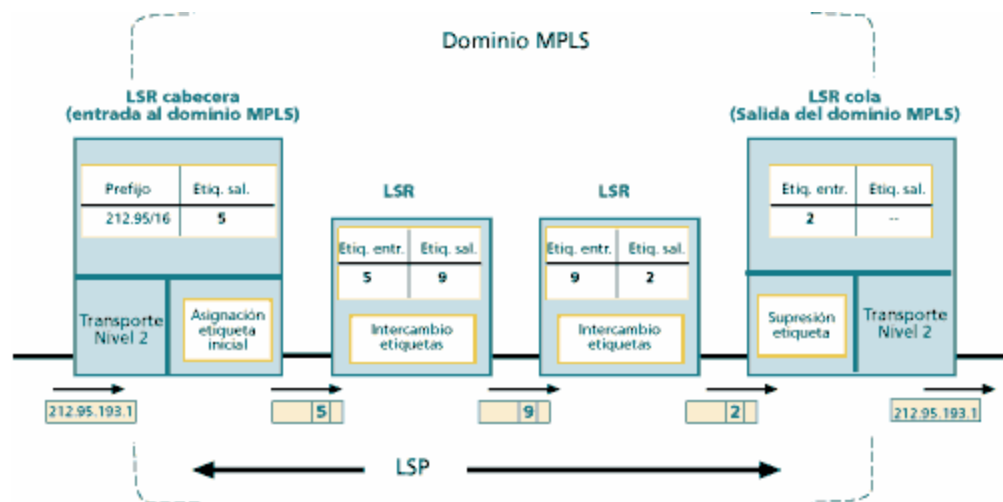 Dominio MPLS
LSR cabecera
(entrada al dominio MPLS)
LSR cola
(Salida del dominio MPLS)
Prefijo Etiq. sal.
212.95/16 5
Transporte
Nivel 2
Asignación
etiqueta
inicial
LSR
Etiq. entr. Etiq. sal.
5 9
Intercambio
etiquetas
LSR
Etiq. entr. Etiq. sal.
9 2
Intercambio
etiquetas
Etiq. entr. Etiq. sal.
2 --
Supresión
etiqueta
Transporte
Nivel 2
212.95.193.1
5
9
2
212.95.193.1
LSP